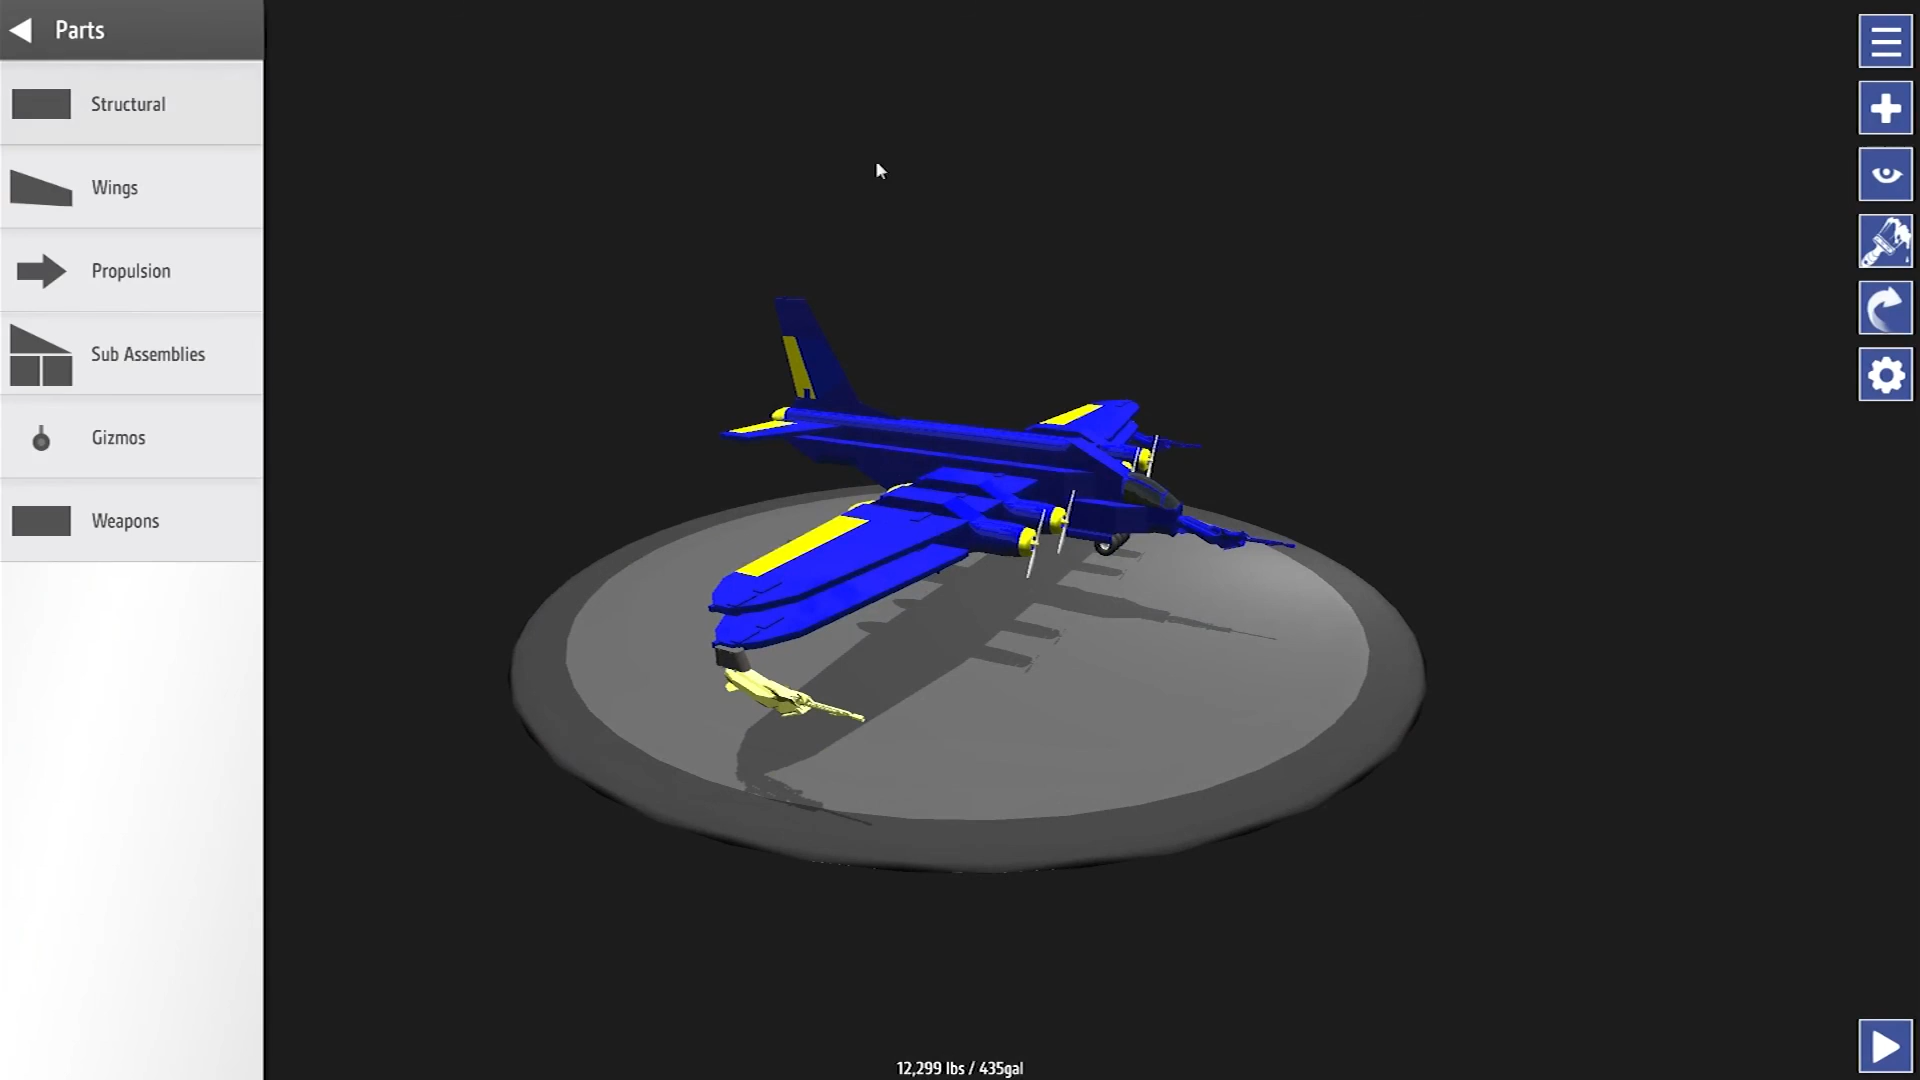 Parts
Structural
Wings
Propulsion
Sub Assemblies
Gizmos
Weapons
12,299 lbs / 435gal